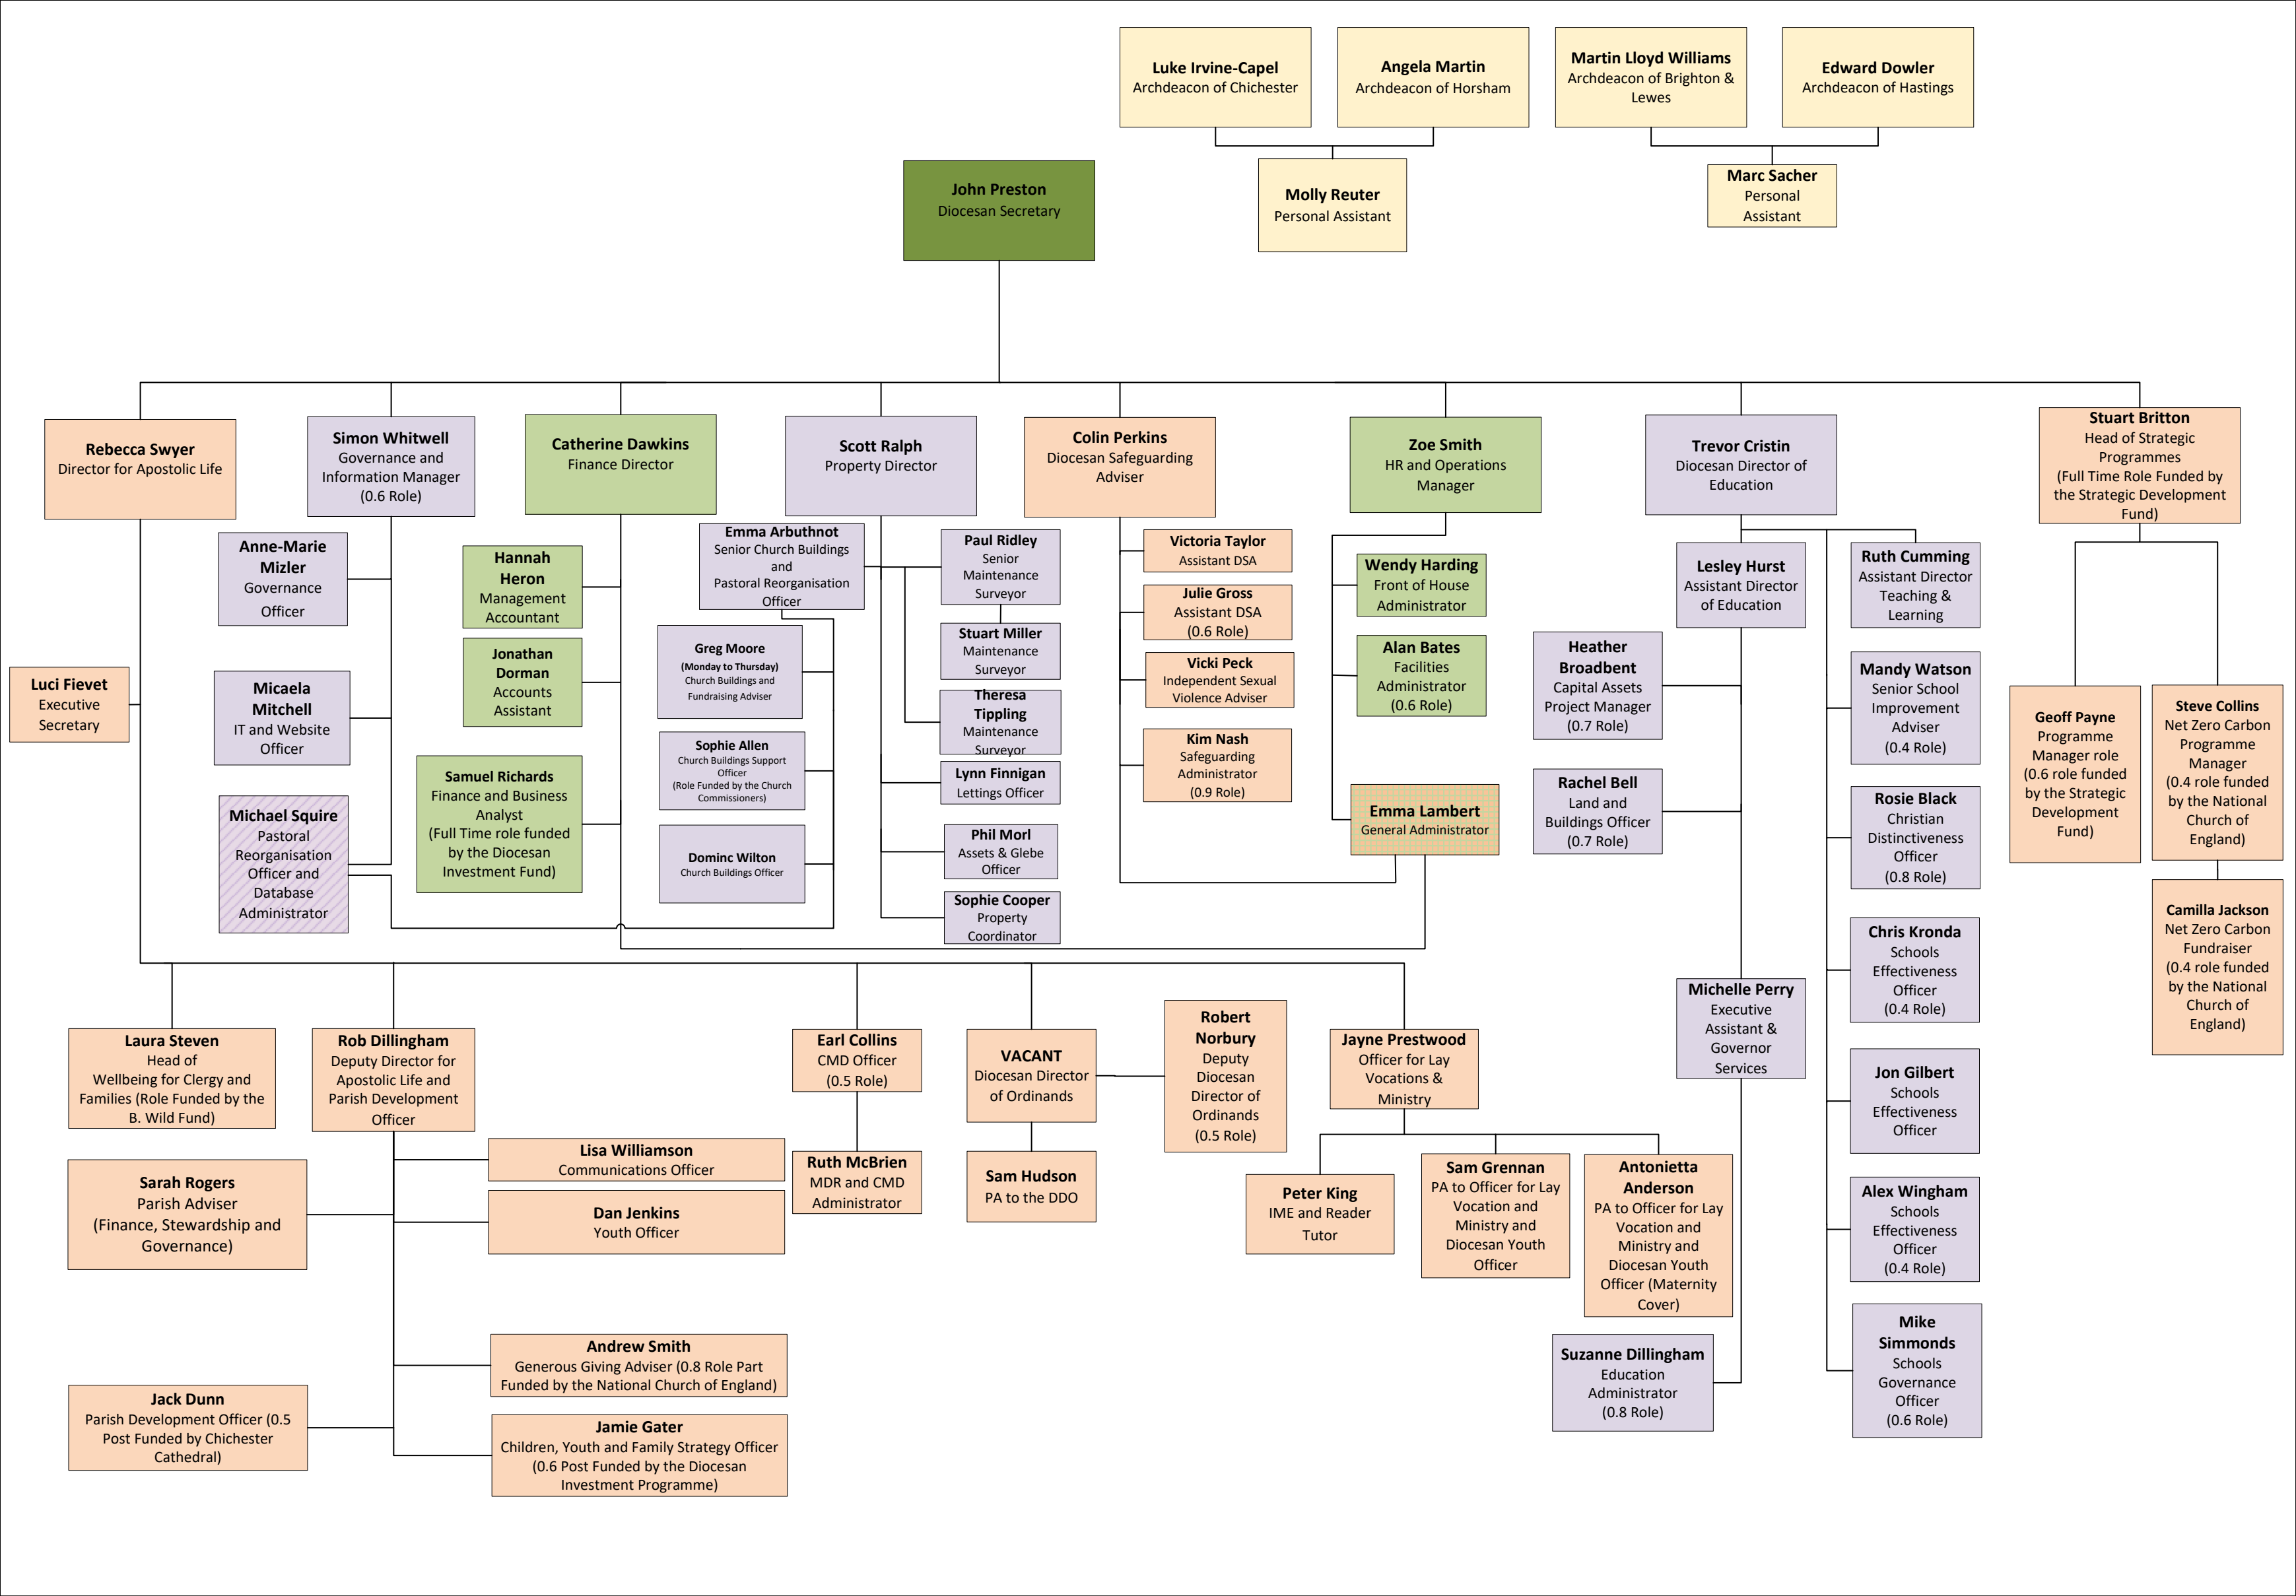 Luke Irvine-Capel
Archdeacon of Chichester
Angela Martin
Archdeacon of Horsham
Martin Lloyd Williams
Archdeacon of Brighton &
Lewes
Edward Dowler
Archdeacon of Hastings
Molly Reuter
Personal Assistant
Marc Sacher
Personal
Assistant
John Preston
Diocesan Secretary
Rebecca Swyer
Director for Apostolic Life
Simon Whitwell
Governance and
Information Manager
(0.6 Role)
Catherine Dawkins
Finance Director
Scott Ralph
Property Director
Colin Perkins
Diocesan Safeguarding
Adviser
Zoe Smith
HR and Operations
Manager
Trevor Cristin
Diocesan Director of
Education
Stuart Britton
Head of Strategic
Programmes
(Full Time Role Funded by
the Strategic Development
Fund)
Luci Fievet
Executive
Secretary
Anne-Marie
Mizler
Governance
Officer
Micaela
Mitchell
IT and Website
Officer
Michael Squire
Pastoral
Reorganisation
Officer and
Database
Administrator
Hannah
Heron
Management
Accountant
Jonathan
Dorman
Accounts
Assistant
Samuel Richards
Finance and Business
Analyst
(Full Time role funded
by the Diocesan
Investment Fund)
Emma Arbuthnot
Senior Church Buildings
and
Pastoral Reorganisation
Officer
Greg Moore
(Monday to Thursday)
Church Buildings and
Fundraising Adviser
Sophie Allen
Church Buildings Support
Officer
(Role Funded by the Church
Commissioners)
Dominc Wilton
Church Buildings Officer
Paul Ridley
Senior
Maintenance
Surveyor
Stuart Miller
Maintenance
Surveyor
Theresa
Tippling
Maintenance
Surveyor
Lynn Finnigan
Lettings Officer
Phil Morl
Assets & Glebe
Officer
Sophie Cooper
Property
Coordinator
Victoria Taylor
Assistant DSA
Julie Gross
Assistant DSA
(0.6 Role)
Vicki Peck
Independent Sexual
Violence Adviser
Kim Nash
Safeguarding
Administrator
(0.9 Role)
Wendy Harding
Front of House
Administrator
Alan Bates
Facilities
Administrator
(0.6 Role)
Emma Lambert
General Administrator
Lesley Hurst
Assistant Director
of Education
Heather
Broadbent
Capital Assets
Project Manager
(0.7 Role)
Rachel Bell
Land and
Buildings Officer
(0.7 Role)
Michelle Perry
Executive
Assistant &
Governor
Services
Suzanne Dillingham
Education
Administrator
(0.8 Role)
Ruth Cumming
Assistant Director
Teaching &
Learning
Mandy Watson
Senior School
Improvement
Adviser
(0.4 Role)
Rosie Black
Christian
Distinctiveness
Officer
(0.8 Role)
Chris Kronda
Schools
Effectiveness
Officer
(0.4 Role)
Jon Gilbert
Schools
Effectiveness
Officer
Alex Wingham
Schools
Effectiveness
Officer
(0.4 Role)
Mike
Simmonds
Schools
Governance
Officer
(0.6 Role)
Geoff Payne
Programme
Manager role
(0.6 role funded
by the Strategic
Development
Fund)
Steve Collins
Net Zero Carbon
Programme
Manager
(0.4 role funded
by the National
Church of
England)
Camilla Jackson
Net Zero Carbon
Fundraiser
(0.4 role funded
by the National
Church of
England)
Laura Steven
Head of
Wellbeing for Clergy and
Families (Role Funded by the
B. Wild Fund)
Rob Dillingham
Deputy Director for
Apostolic Life and
Parish Development
Officer
Sarah Rogers
Parish Adviser
(Finance, Stewardship and
Governance)
Jack Dunn
Parish Development Officer (0.5
Post Funded by Chichester
Cathedral)
Lisa Williamson
Communications Officer
Dan Jenkins
Youth Officer
Andrew Smith
Generous Giving Adviser (0.8 Role Part
Funded by the National Church of England)
Jamie Gater
Children, Youth and Family Strategy Officer
(0.6 Post Funded by the Diocesan
Investment Programme)
Earl Collins
CMD Officer
(0.5 Role)
Ruth McBrien
MDR and CMD
Administrator
VACANT
Diocesan Director
of Ordinands
Sam Hudson
PA to the DDO
Robert
Norbury
Deputy
Diocesan
Director of
Ordinands
(0.5 Role)
Jayne Prestwood
Officer for Lay
Vocations &
Ministry
Peter King
IME and Reader
Tutor
Sam Grennan
PA to Officer for Lay
Vocation and
Ministry and
Diocesan Youth
Officer
Antonietta
Anderson
PA to Officer for Lay
Vocation and
Ministry and
Diocesan Youth
Officer (Maternity
Cover)